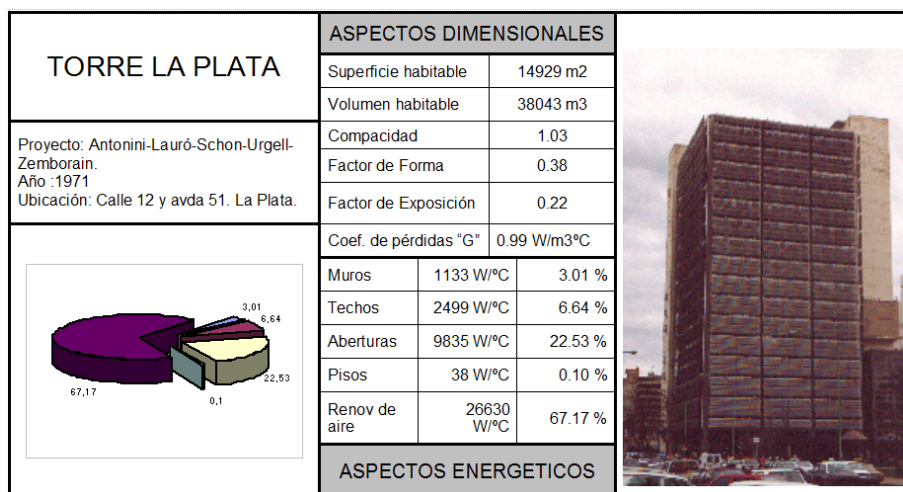 TORRE LA PLATA
Proyecto: Antonini-Lauró-Schon-Urgell-
Zemborain.
Año :1971
Ubicación: Calle 12 y avda 51. La Plata.
3,01
6,64
22,53
0,1
67,17
ASPECTOS DIMENSIONALES
Superficie habitable 14929 m2
Volumen habitable 38043 m3
Compacidad 1.03
Factor de Forma 0.38
Factor de Exposición 0.22
Coef. de pérdidas “G” 0.99 W/m3ºC
Muros 1133 W/ºC 3.01 %
Techos 2499 W/ºC 6.64 %
Aberturas 9835 W/ºC 22.53 %
Pisos 38 W/ºC 0.10 %
Renov de
aire
26630
W/ºC
67.17 %
ASPECTOS ENERGETICOS